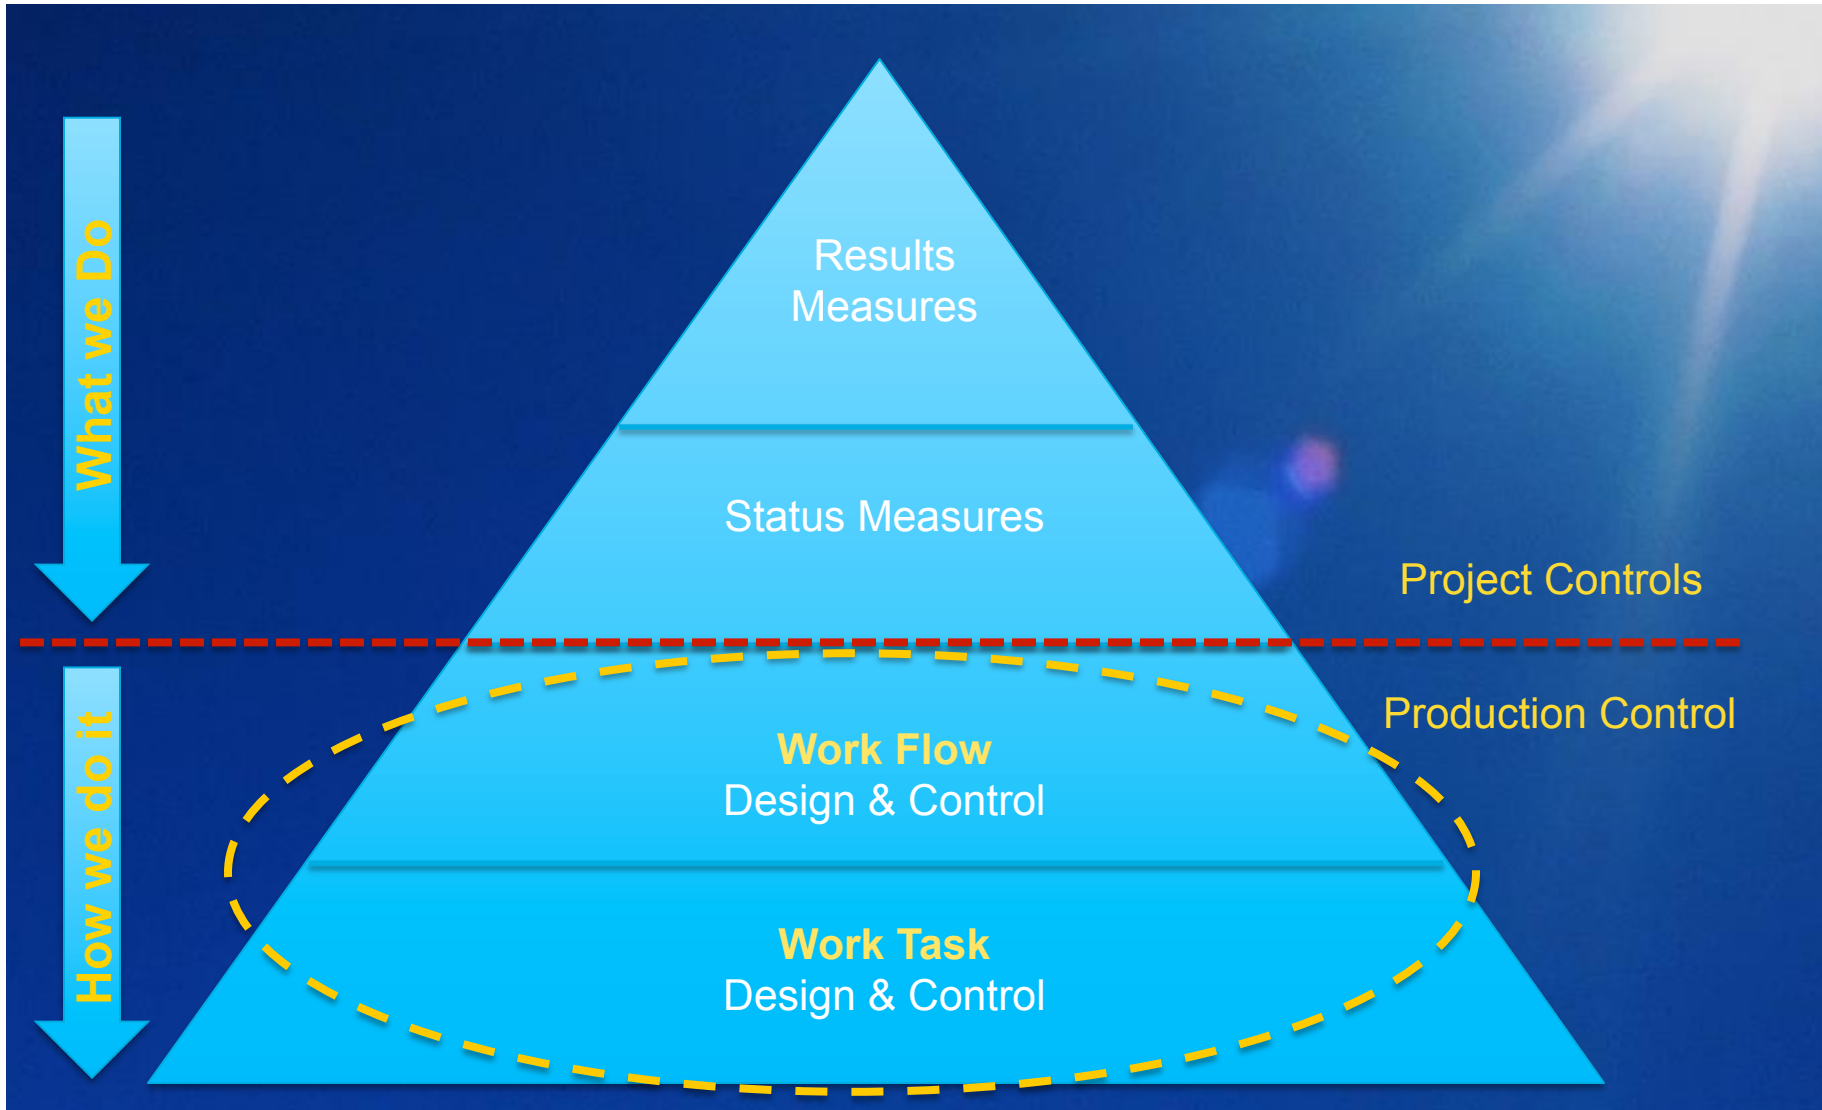 What we Do
Results
Measures
Status Measures
Project Controls
Production Control
How we do it
Work Flow
Design & Control
Work Task
Design & Control